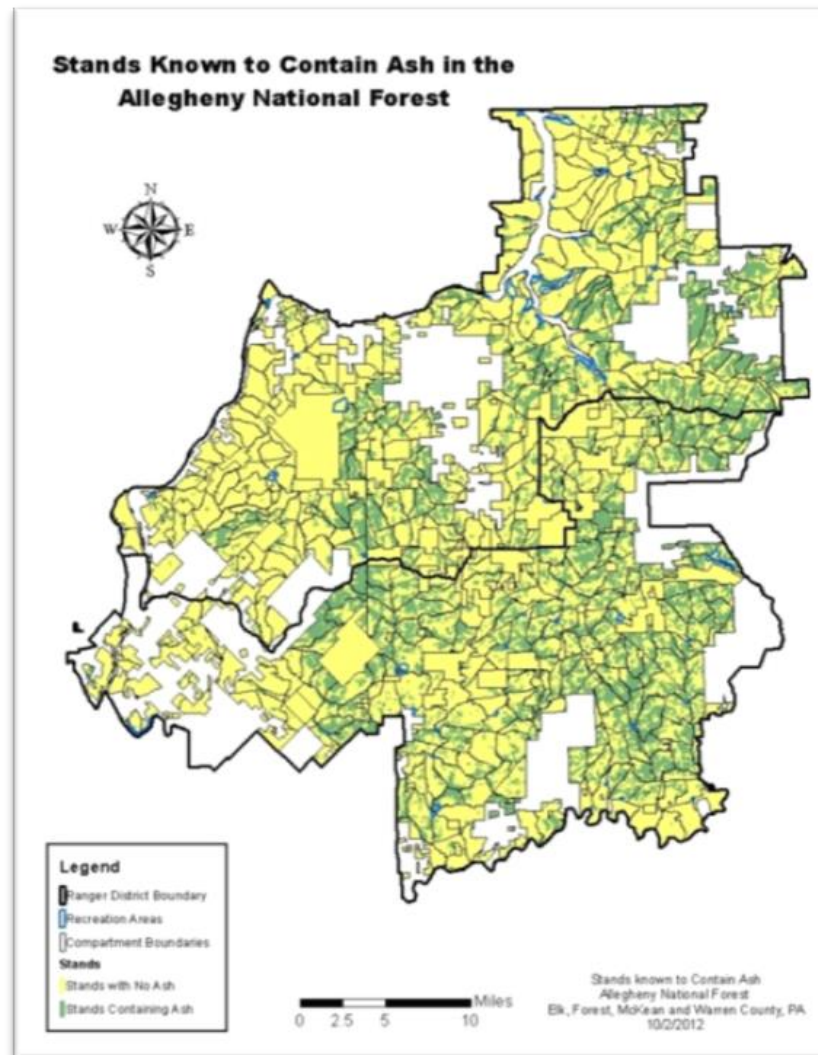 Stands Known to Contain Ash in the
Allegheny National Forest
N
W E
S
Legend
Ranger District Boundary
Recreation Areas
Compartment Boundaries
Stands
Stands with No Ash
Stands Containing Ash
Miles
0 2.5 5 10
Stands known to Contain Ash
Allegheny National Forest
Elk, Forest, McKean and Warren County, PA
10/2/2012